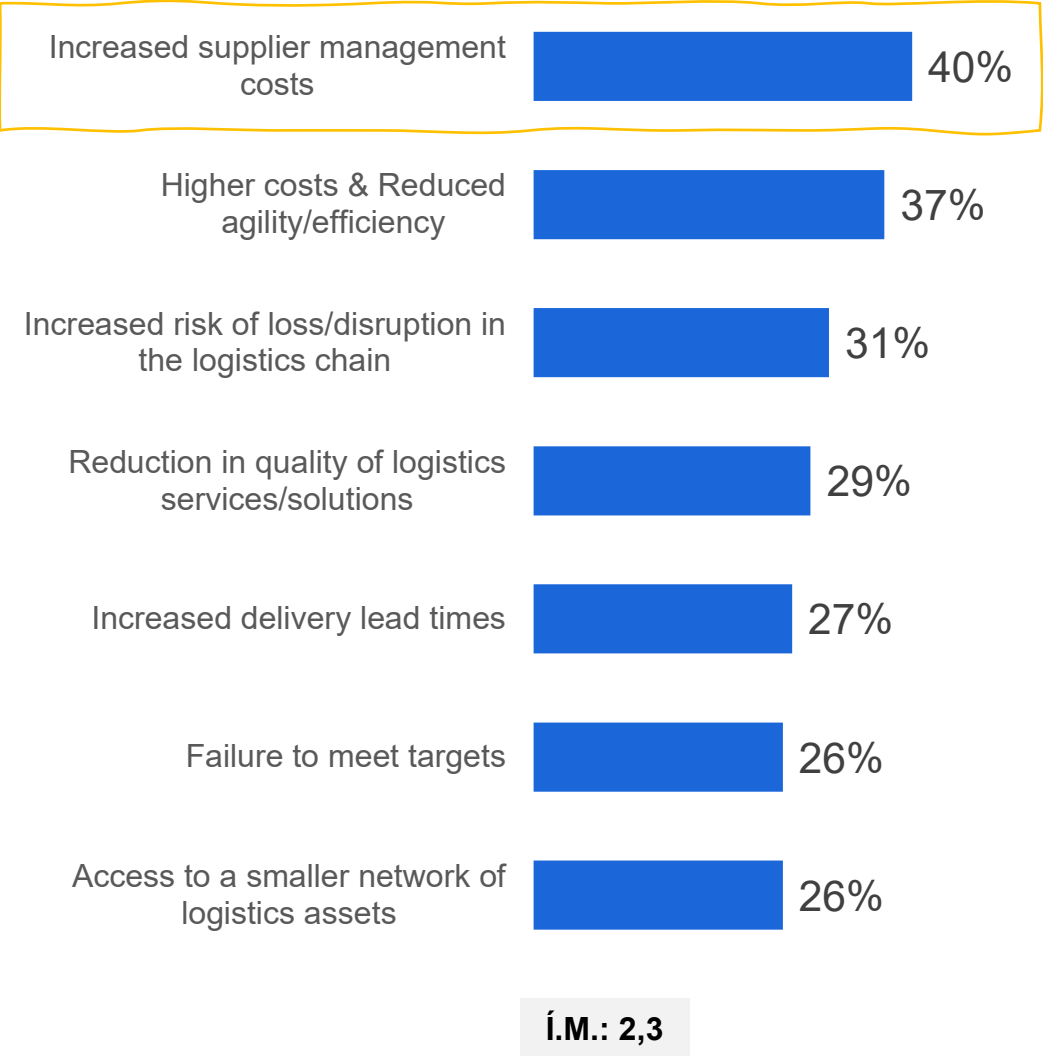 Increased supplier management
costs
40%
Higher costs & Reduced
agility/efficiency
37%
Increased risk of loss/disruption in
the logistics chain
31%
Reduction in quality of logistics
services/solutions
29%
Increased delivery lead times
27%
Failure to meet targets
26%
Access to a smaller network of
logistics assets
26%
Í.M.: 2,3